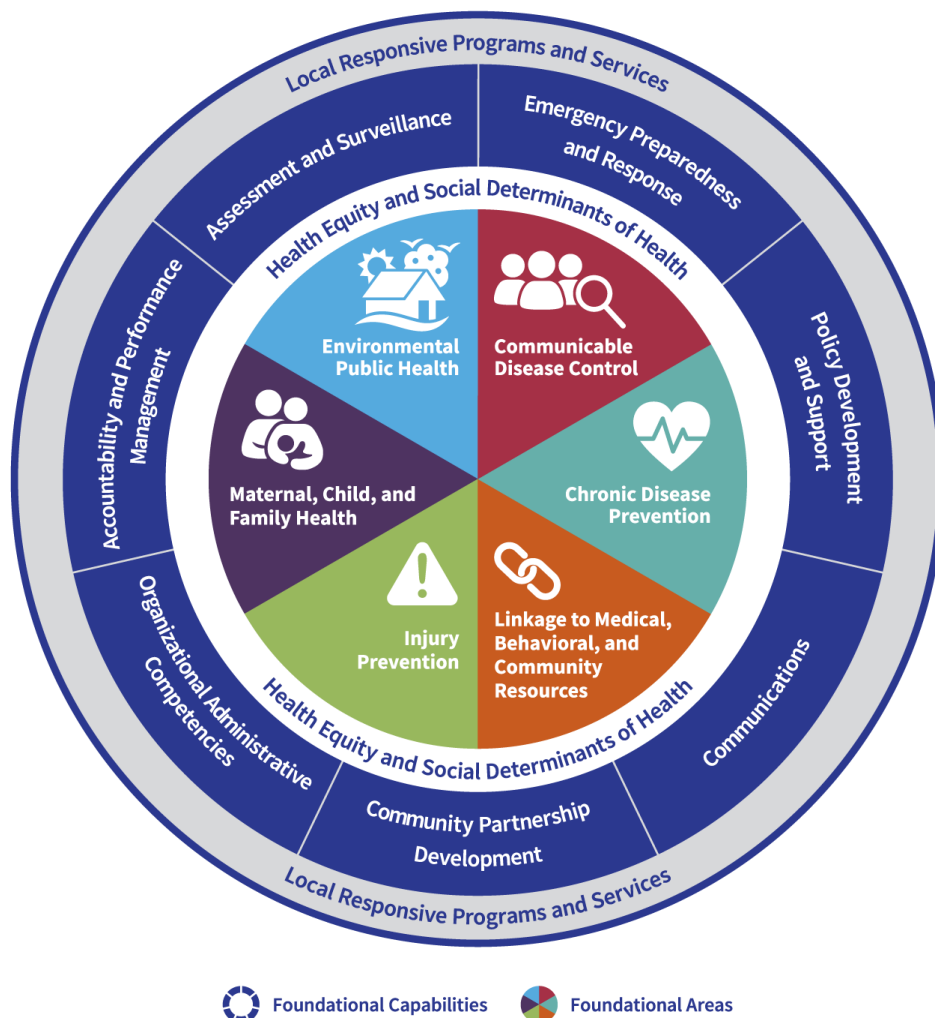 Local Responsive Programs and Services
Assessment and Surveillance
Emergency Preparedness
and Response
Policy Development
and Support
Communications
Community Partnership
Development
Organizational Administrative
Competencies
Accountability and Performance
Management
Health Equity and Social Determinants of Health
Environmental
Public Health
Communicable
Disease Control
Chronic Disease
Prevention
Linkage to Medical,
Behavioral, and
Community
Resources
Injury
Prevention
Maternal, Child, and
Family Health
Health Equity and Social Determinants of Health
Local Responsive Programs and Services
Foundational Capabilities
Foundational Areas